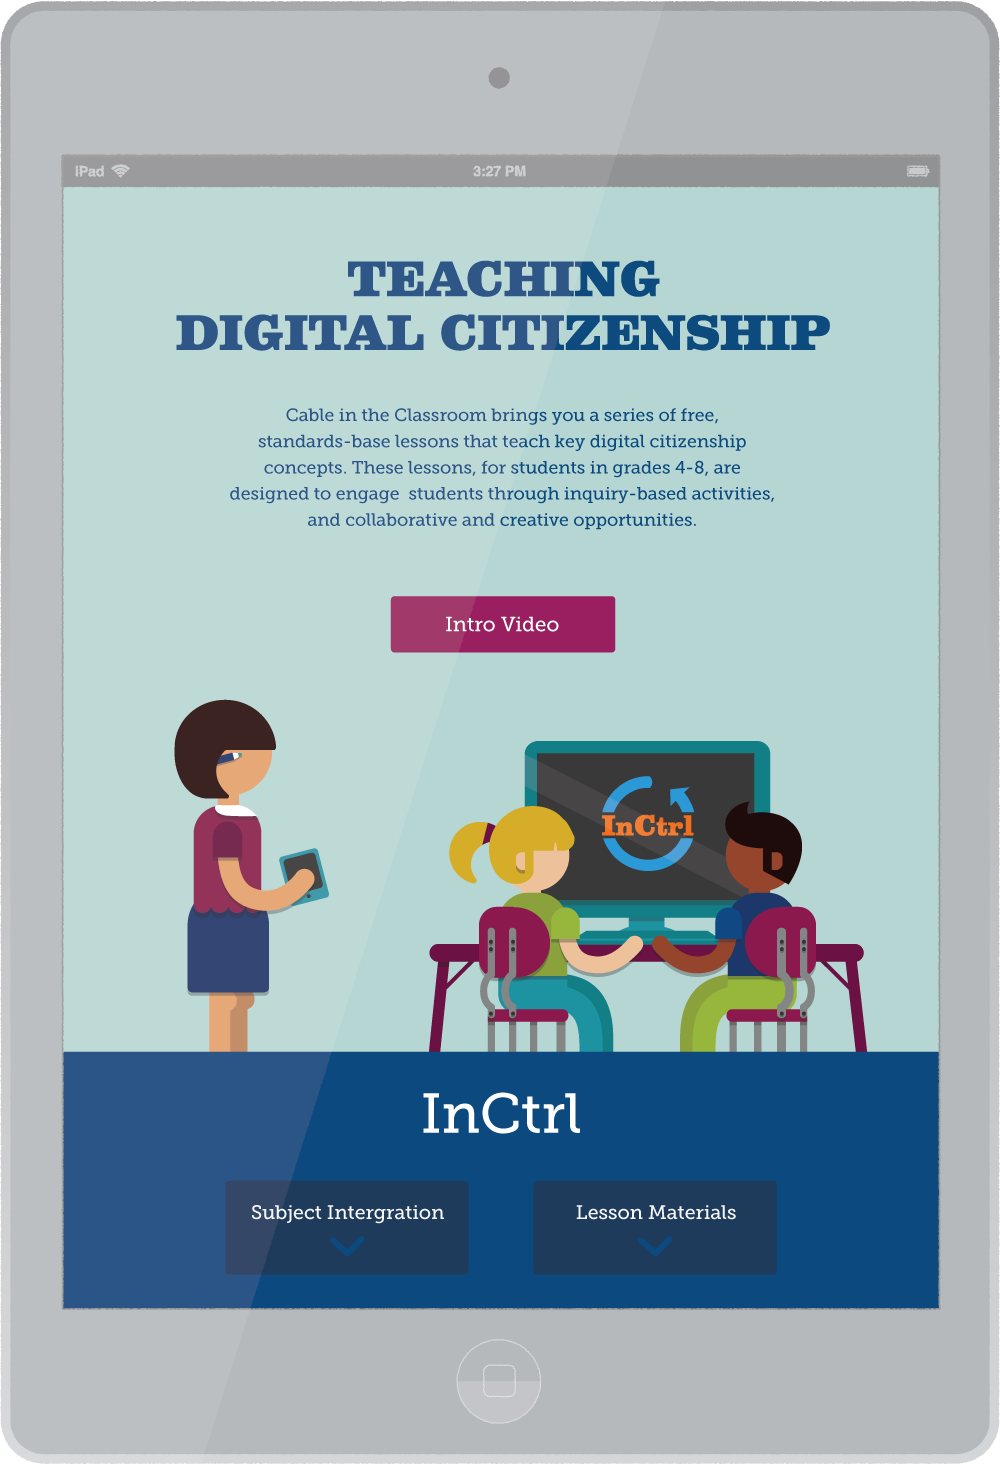 iPad 3:27 PM
TEACHING
DIGITAL CITIZENSHIP
Cable in the Classroom brings you a series of free,
standards-base lessons that teach key digital citizenship
concepts. These lessons, for students in grades 4-8, are
designed to engage students through inquiry-based activities,
and collaborative and creative opportunities.
Intro Video
InCtrl
InCtrl
Subject Intergration Lesson Materials